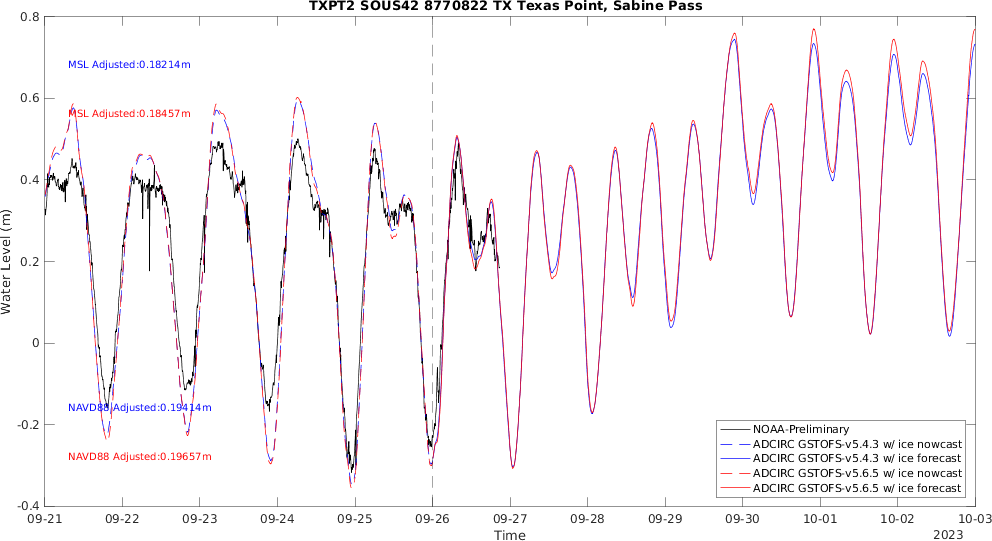 TXPT2 SOUS42 8770822 TX Texas Point, Sabine Pass
0.8
0.6
0.4
0.2
0
-0.2
-0.4
Water Level (m)
MSL Adjusted:0.18214m
MSL Adjusted:0.18457m
NAVD88 Adjusted:0.19414m
NAVD88 Adjusted:0.19657m
NOAA-Preliminary
ADCIRC GSTOFS-v5.4.3 w/ ice nowcast
ADCIRC GSTOFS-v5.4.3 w/ ice forecast
ADCIRC GSTOFS-v5.6.5 w/ ice nowcast
ADCIRC GSTOFS-v5.6.5 w/ ice forecast
09-21 09-22 09-23 09-24 09-25 09-26 09-27 09-28 09-29 09-30 10-01 10-02 10-03
Time
2023